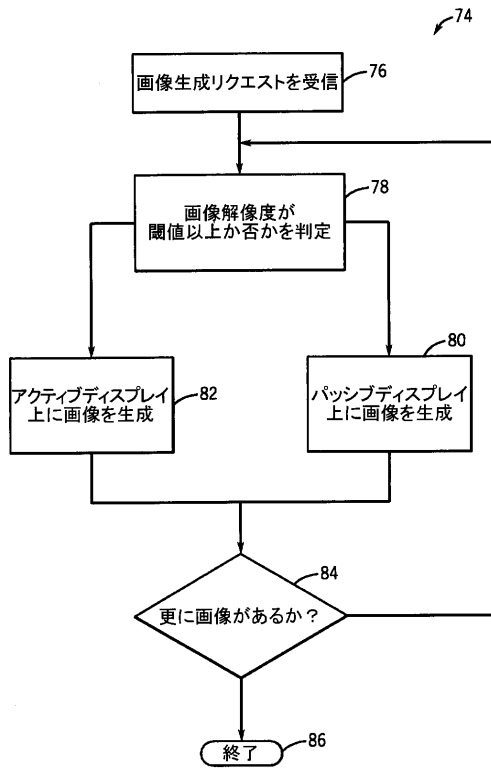 74
画像生成リクエストを受信
76
画像解像度が
閾値以上か否かを判定
78
アクティブディスプレイ
上に画像を生成
82
パッシブディスプレイ
上に画像を生成
80
更に画像があるか?
84
終了
86